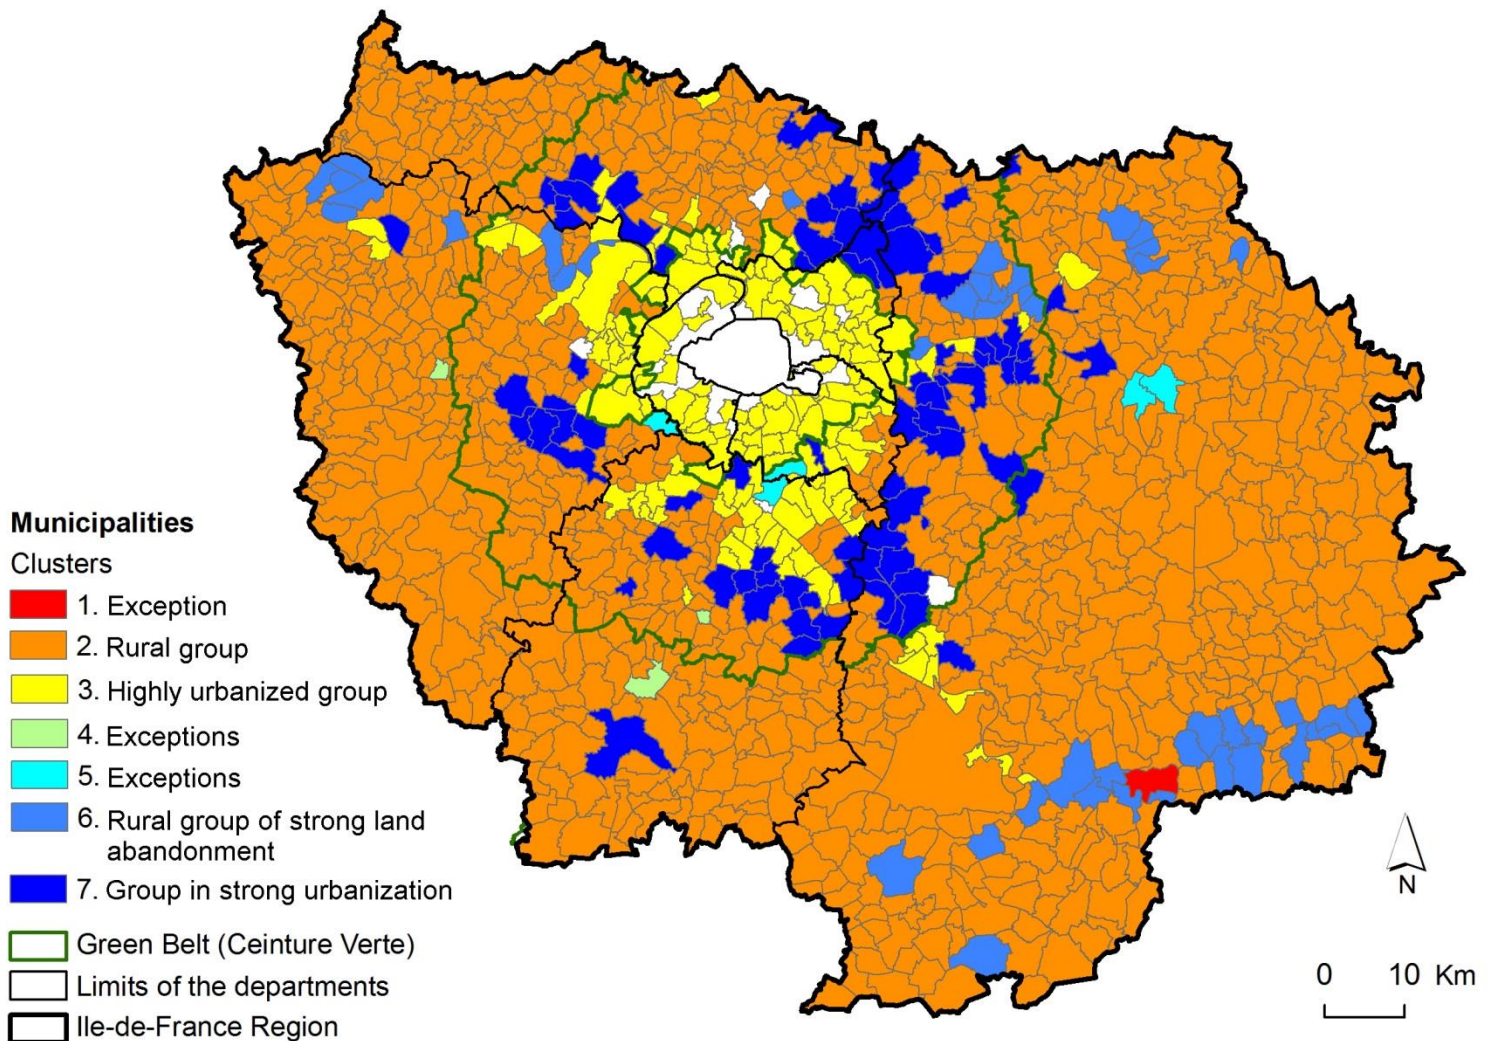 Municipalities
Clusters
1. Exception
2. Rural group
3. Highly urbanized group
4. Exceptions
5. Exceptions
6. Rural group of strong land
abandonment
7. Group in strong urbanization
Green Belt (Ceinture Verte)
Limits of the departments
Ile-de-France Region
N
0 10 Km